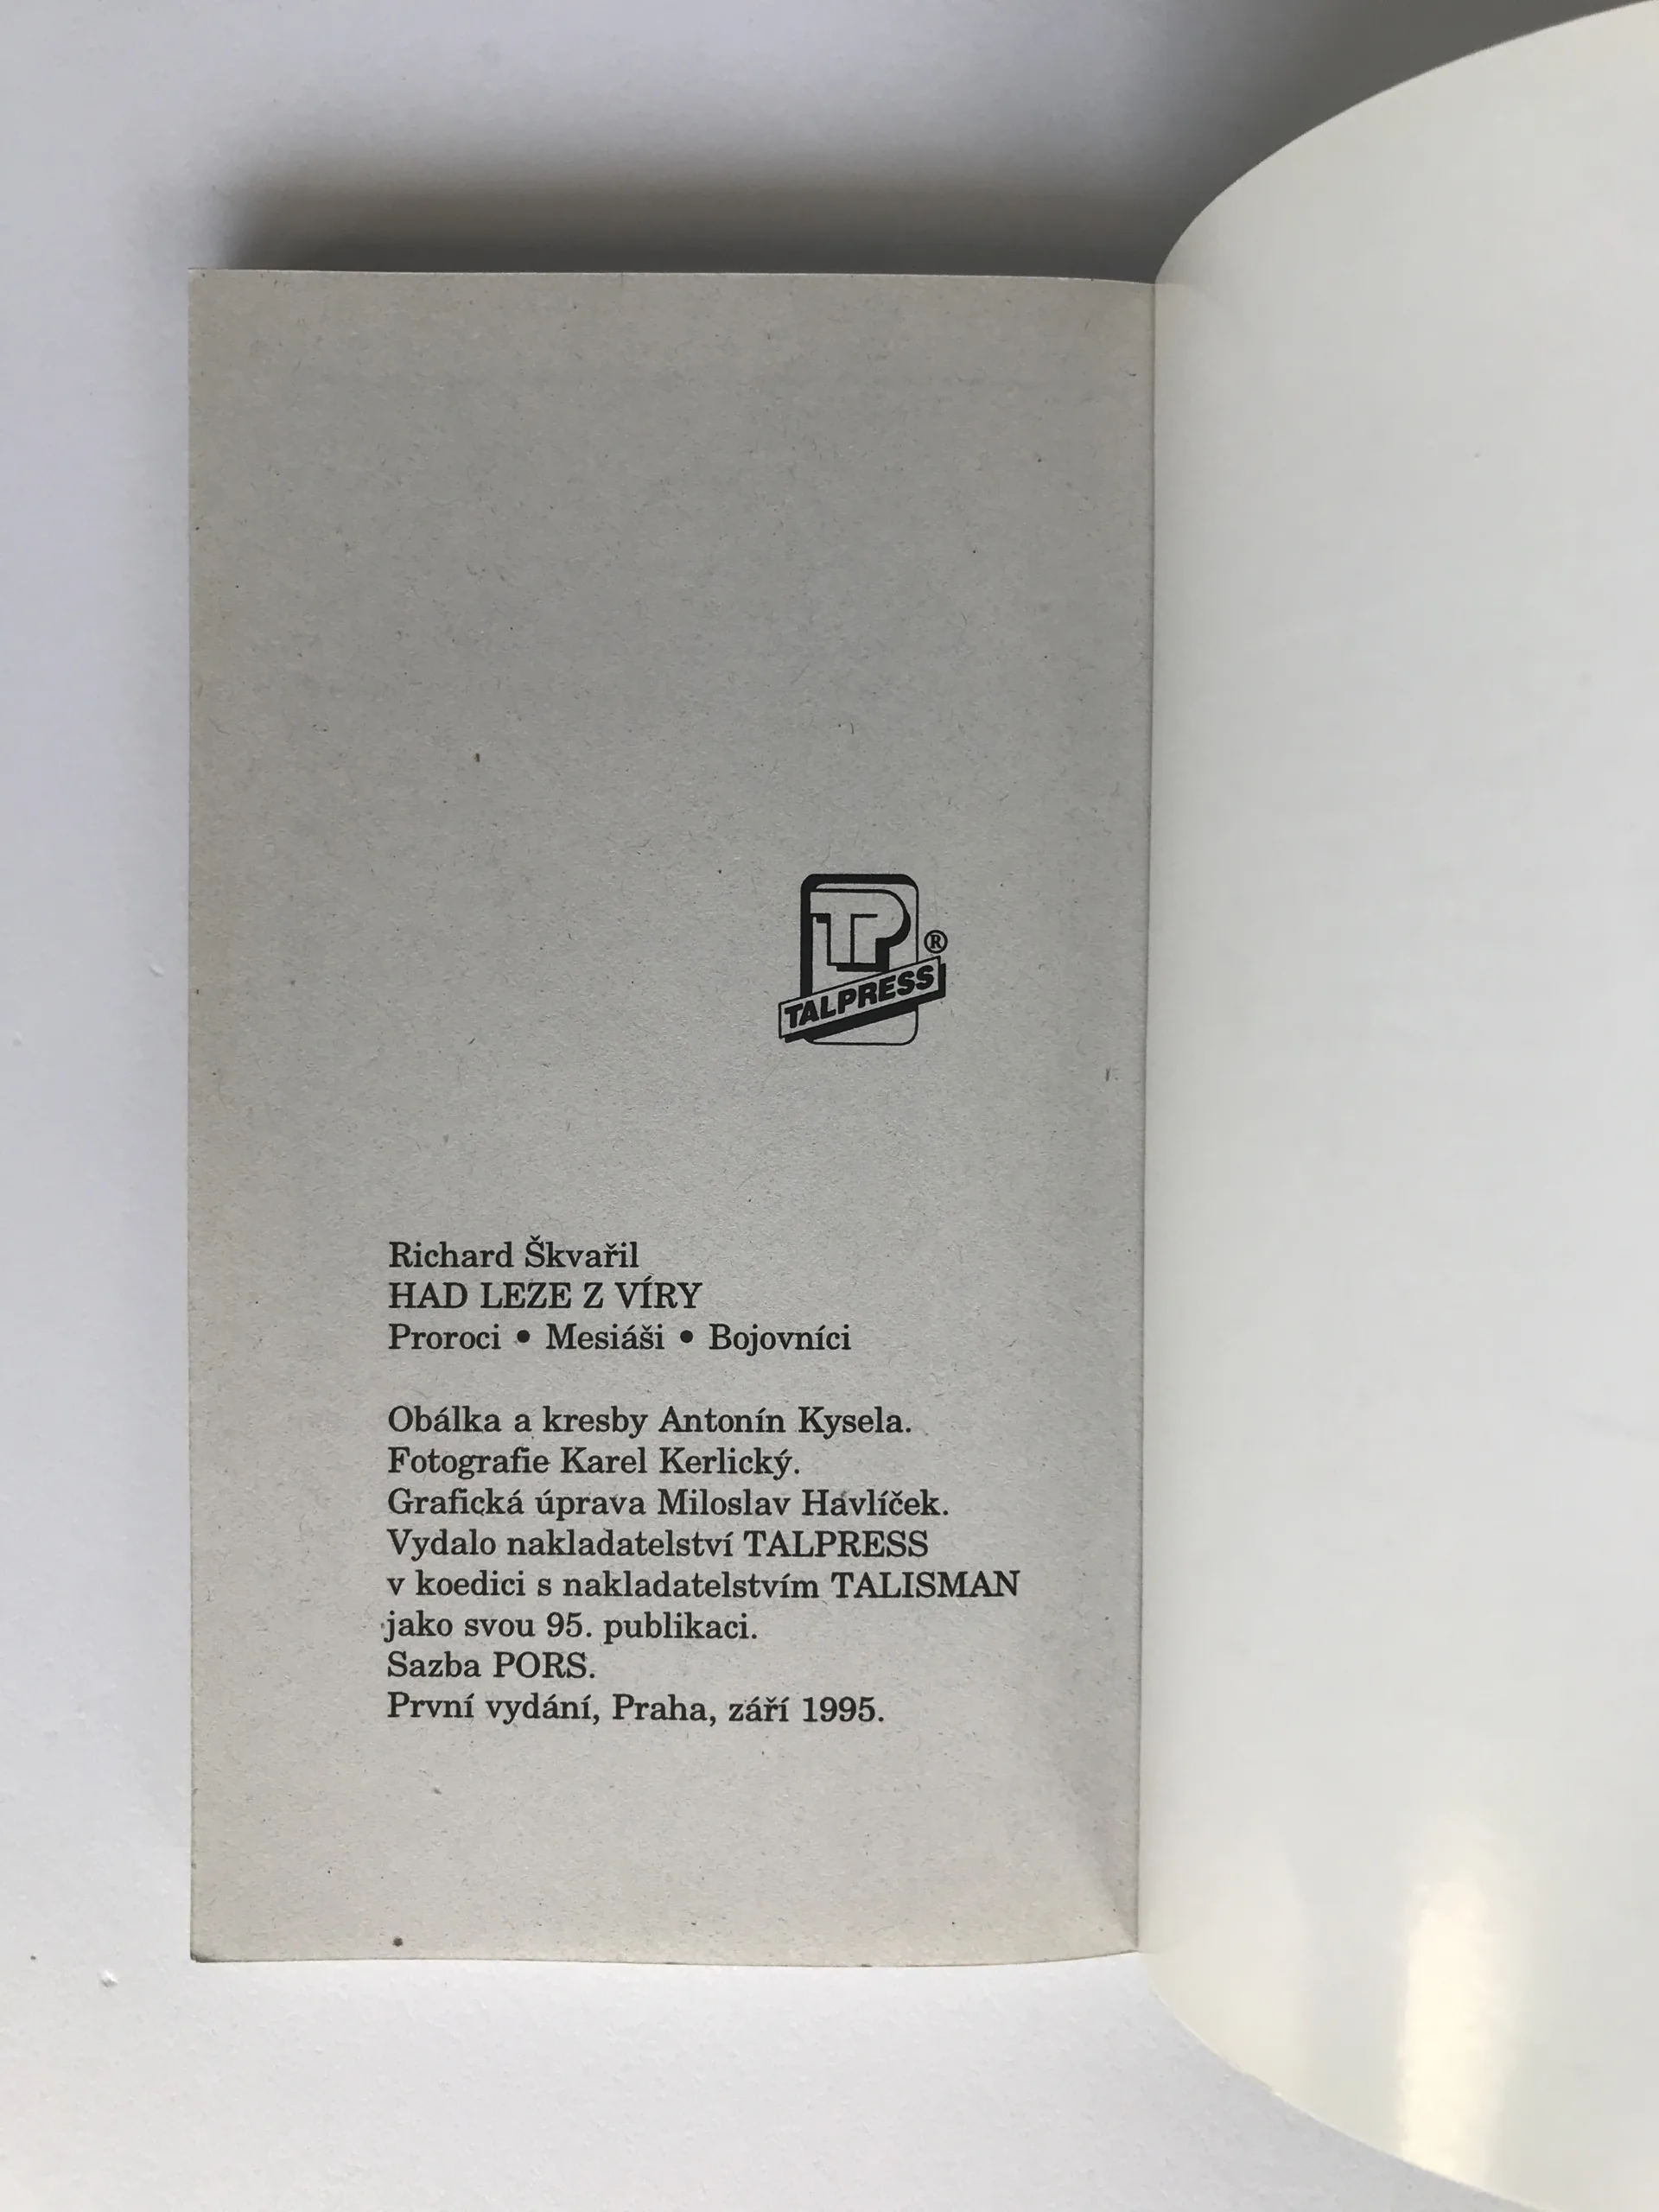 TP
®
TALPRESS
Richard Škvařil
HAD LEZE Z VÍRY
Proroci • Mesiáši • Bojovníci
Obálka a kresby Antonín Kysela.
Fotografie Karel Kerlický.
Grafická úprava Miloslav Havlíček.
Vydalo nakladatelství TALPRESS
v koedici s nakladatelstvím TALISMAN
jako svou 95. publikaci.
Sazba PORS.
První vydání, Praha, září 1995.